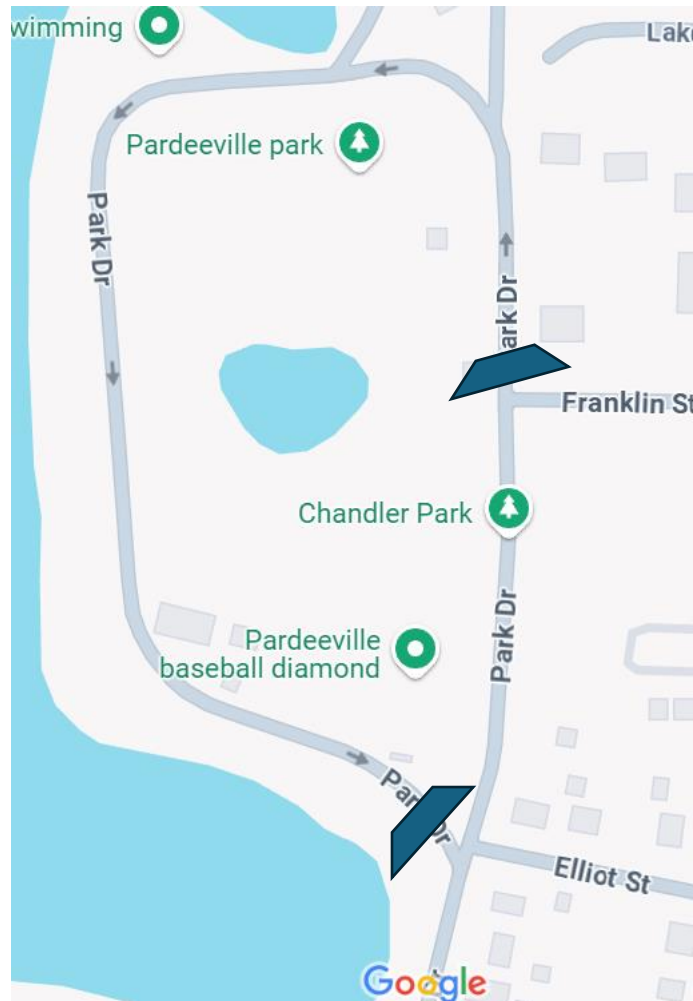 wimming
Lak
Pardeeville park
Park Dr
ark Dr
Franklin St
Chandler Park
Park Dr
Pardeeville
baseball diamond
Park Dr
Elliot St
Google